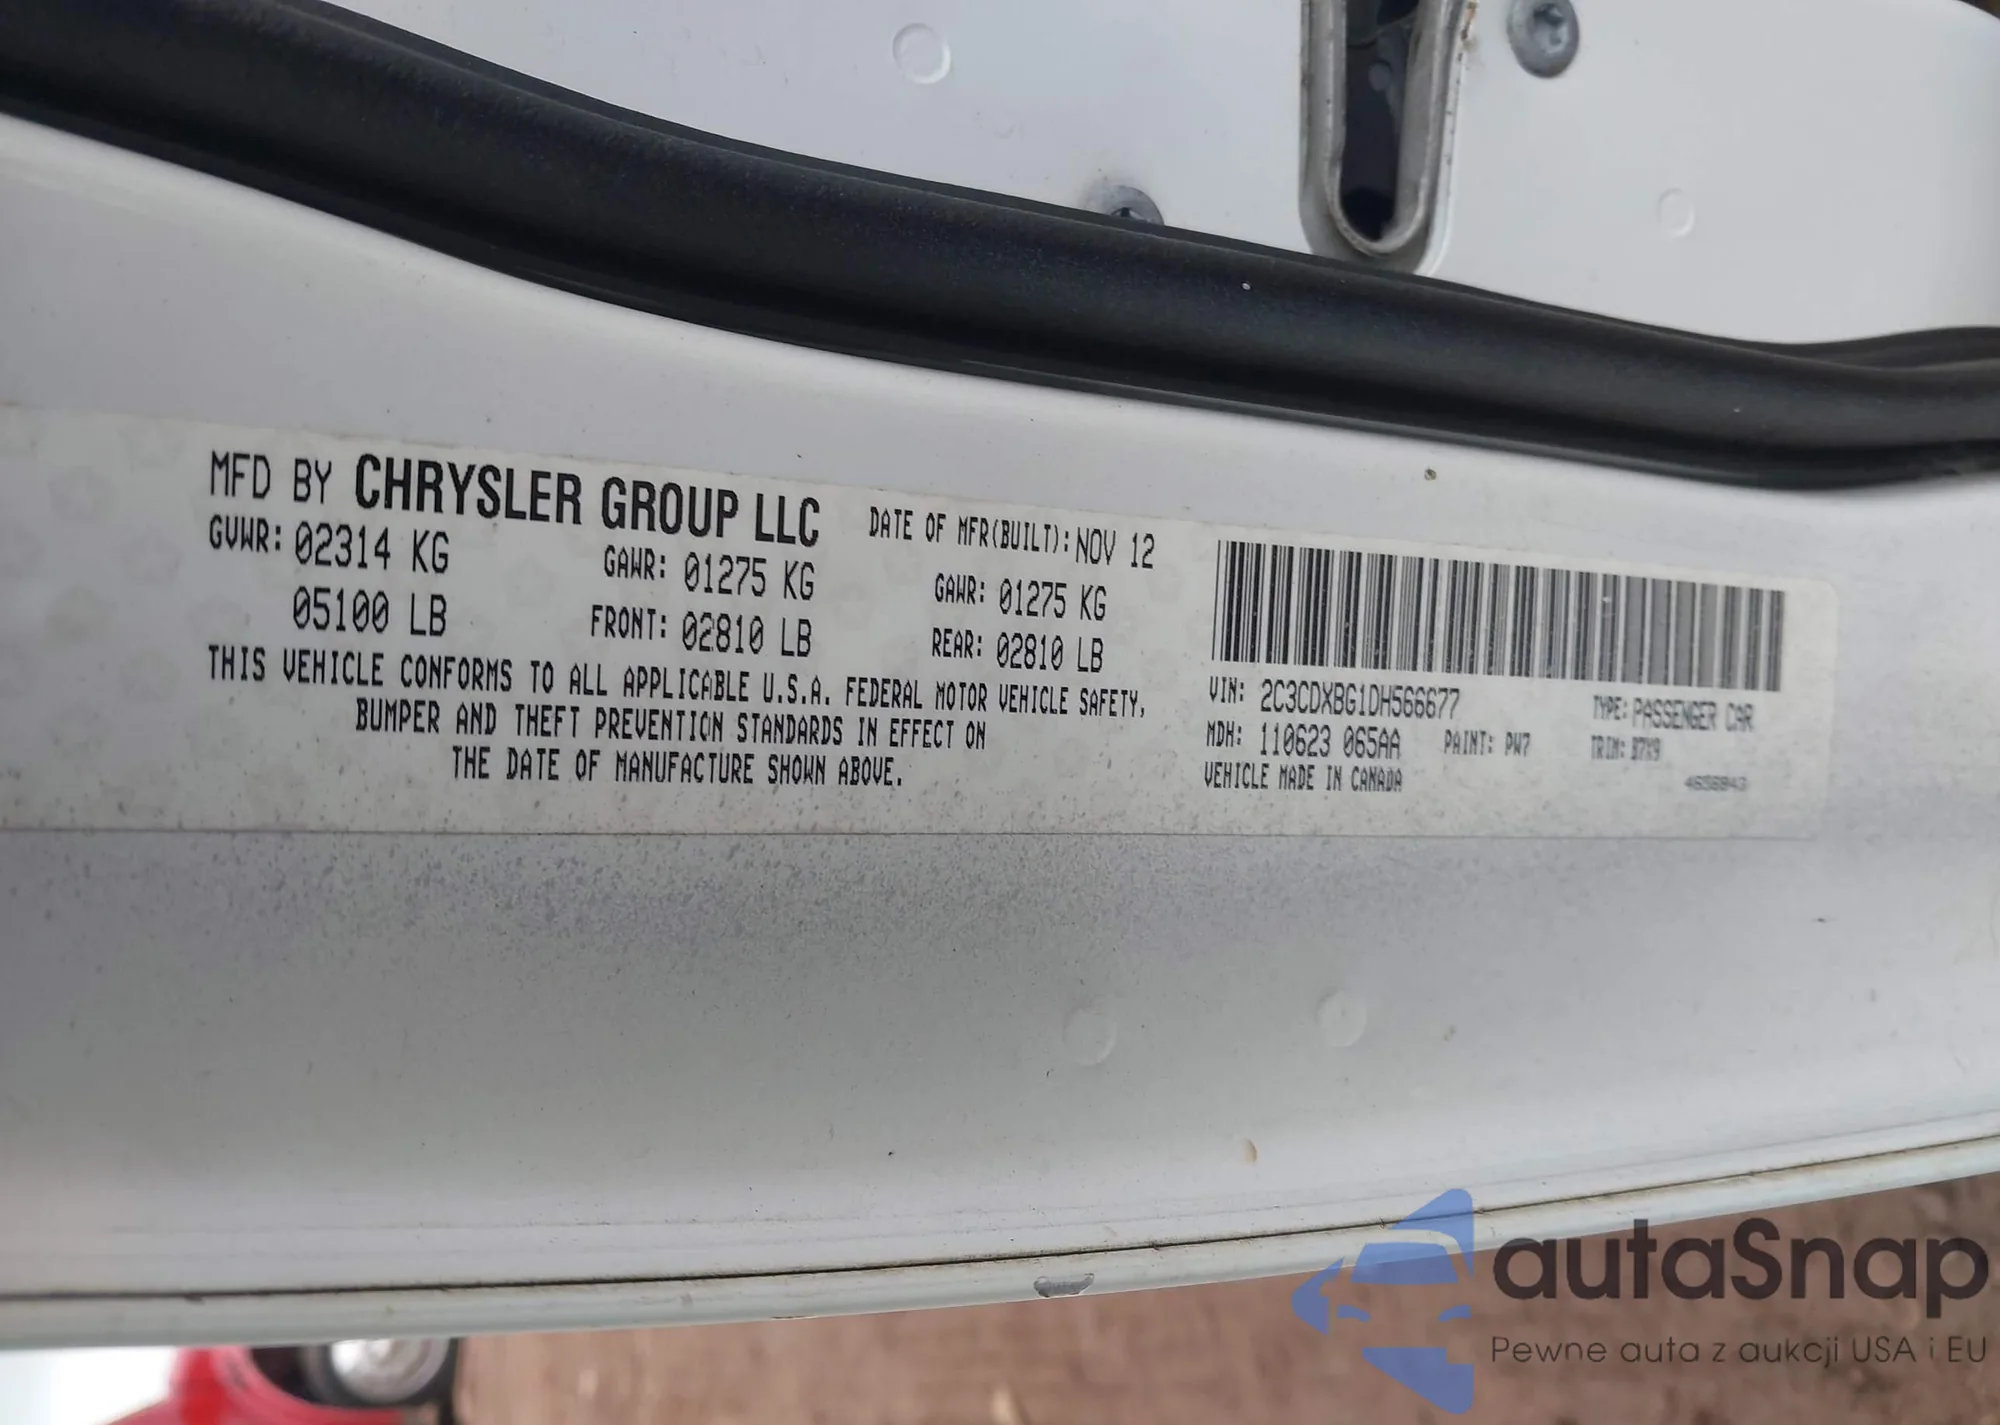 MFD BY CHRYSLER GROUP LLC DATE OF MFR(BUILT): NOV 12
GVWR: 02314 KG GAWR: 01275 KG GAWR: 01275 KG
05100 LB FRONT: 02810 LB REAR: 02810 LB
THIS VEHICLE CONFORMS TO ALL APPLICABLE U.S.A. FEDERAL MOTOR VEHICLE SAFETY,
BUMPER AND THEFT PREVENTION STANDARDS IN EFFECT ON
THE DATE OF MANUFACTURE SHOWN ABOVE.
VIN: 2C3CDXBG1DH566677 TYPE: PASSENGER CAR
MDH: 110623 065AA PAINT: PW7 TRIM: B7X9
VEHICLE MADE IN CANADA
autaSnap
Pewne auta z aukcji USA i EU